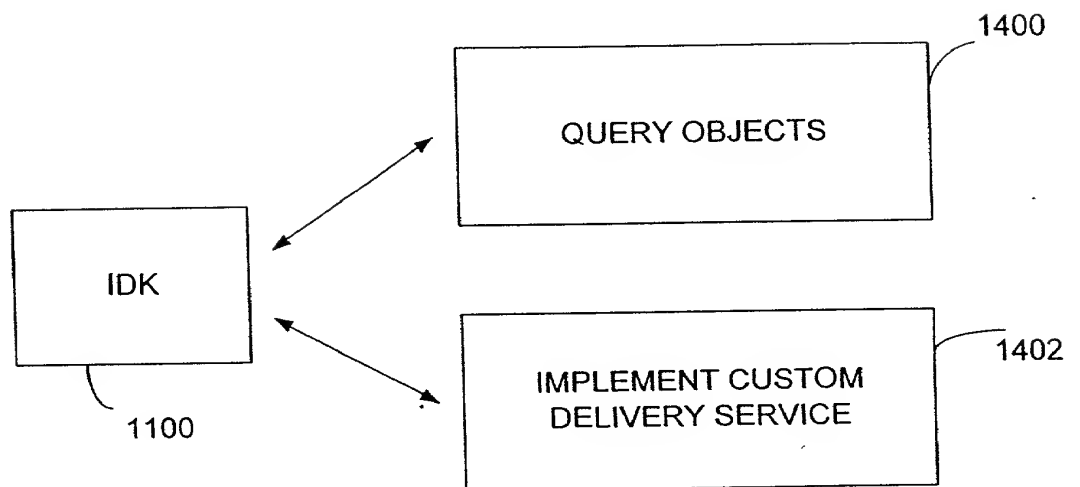 1400
QUERY OBJECTS
IDK
1100
IMPLEMENT CUSTOM
DELIVERY SERVICE
1402